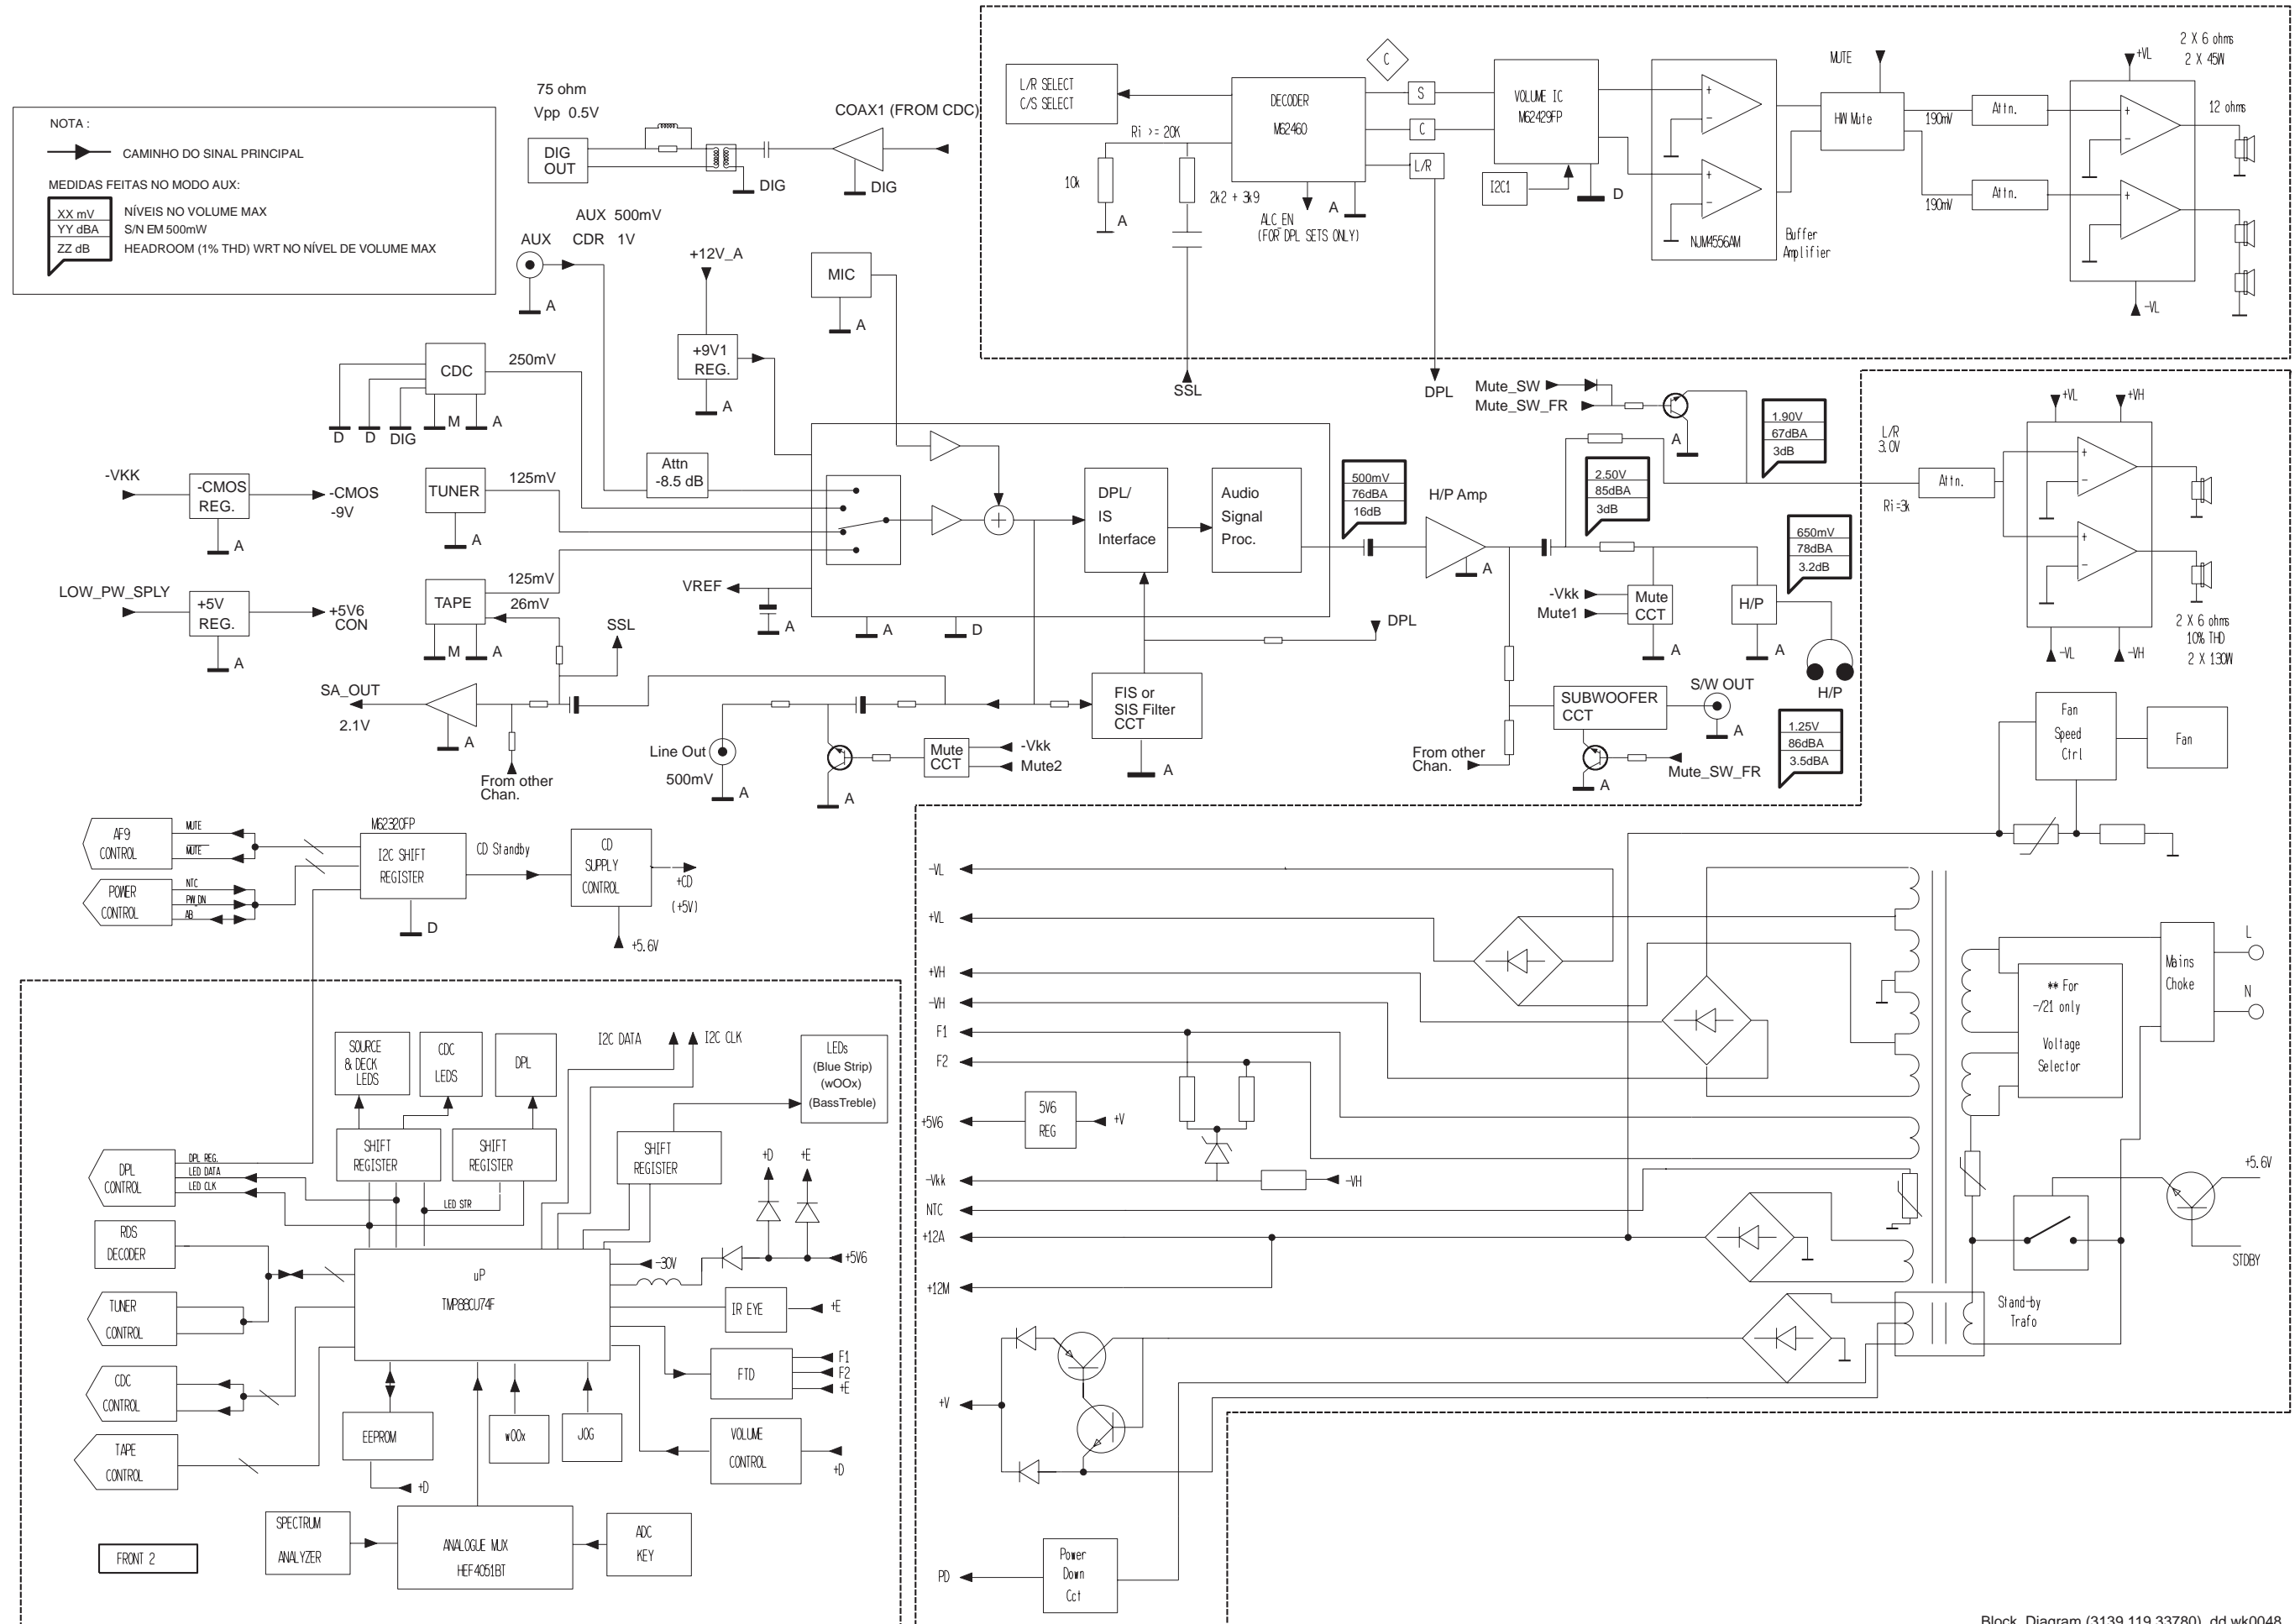 NOTA :
CAMINHO DO SINAL PRINCIPAL
MEDIDAS FEITAS NO MODO AUX:
XX mV
YY dBA
ZZ dB
NÍVEIS NO VOLUME MAX
S/N EM 500mW
HEADROOM (1% THD) WRT NO NÍVEL DE VOLUME MAX
75 ohm
Vpp 0.5V
DIG
OUT
DIG
COAX1 (FROM CDC)
DIG
AUX 500mV
AUX CDR 1V
A
+12V_A
+9V1
REG.
A
MIC
A
L/R SELECT
C/S SELECT
Ri >= 20K
10k
A
2k2 + 3k9
SSL
DECODER
M62460
ALC EN
(FOR DPL SETS ONLY)
A
C
S
C
L/R
DPL
VOLUME IC
M62429FP
I2C1
D
NJM4556AM
Buffer
Amplifier
MUTE
HW Mute
190mV
190mV
Attn.
Attn.
+VL
2 X 6 ohms
2 X 45W
12 ohms
-VL
CDC
250mV
D
D
DIG
M
A
-VKK
-CMOS
REG.
-CMOS
-9V
A
TUNER
125mV
A
LOW_PW_SPLY
+5V
REG.
+5V6
CON
A
TAPE
125mV
26mV
M
A
SSL
Attn
-8.5 dB
VREF
A
A
D
DPL/
IS
Interface
Audio
Signal
Proc.
500mV
76dBA
16dB
H/P Amp
A
Mute_SW
Mute_SW_FR
A
2.50V
85dBA
3dB
1.90V
67dBA
3dB
650mV
78dBA
3.2dB
-Vkk
Mute1
Mute
CCT
A
H/P
A
H/P
L/R
3.0V
Attn.
Ri=3k
+VL
+VH
-VL
-VH
2 X 6 ohms
10% THD
2 X 130W
SA_OUT
2.1V
A
From other
Chan.
Line Out
500mV
A
A
Mute
CCT
-Vkk
Mute2
FIS or
SIS Filter
CCT
A
DPL
From other
Chan.
SUBWOOFER
CCT
S/W OUT
A
A
Mute_SW_FR
1.25V
86dBA
3.5dBA
Fan
Speed
Ctrl
Fan
AF9
CONTROL
MUTE
MUTE
POWER
CONTROL
NTC
PW_DN
AB
M62320FP
I2C SHIFT
REGISTER
D
CD Standby
CD
SUPPLY
CONTROL
+CD
(+5V)
+5.6V
SOURCE
& DECK
LEDS
CDC
LEDS
DPL
I2C DATA
I2C CLK
LEDs
(Blue Strip)
(wOOx)
(BassTreble)
SHIFT
REGISTER
SHIFT
REGISTER
SHIFT
REGISTER
DPL
CONTROL
DPL REG.
LED DATA
LED CLK
LED STR
+D
+E
RDS
DECODER
uP
TMP88CU74F
-30V
+5V6
TUNER
CONTROL
IR EYE
+E
CDC
CONTROL
FTD
F1
F2
+E
TAPE
CONTROL
EEPROM
+D
w00x
JOG
VOLUME
CONTROL
+D
SPECTRUM
ANALYZER
ANALOGUE MUX
HEF4051BT
ADC
KEY
FRONT 2
-VL
+VL
+VH
-VH
F1
F2
+5V6
5V6
REG
+V
-Vkk
-VH
NTC
+12A
+12M
+V
PD
Power
Down
Cct
** For
-/21 only
Voltage
Selector
Mains
Choke
L
N
+5.6V
STDBY
Stand-by
Trafo
Block_Diagram (3139 119 33780)_dd wk0048